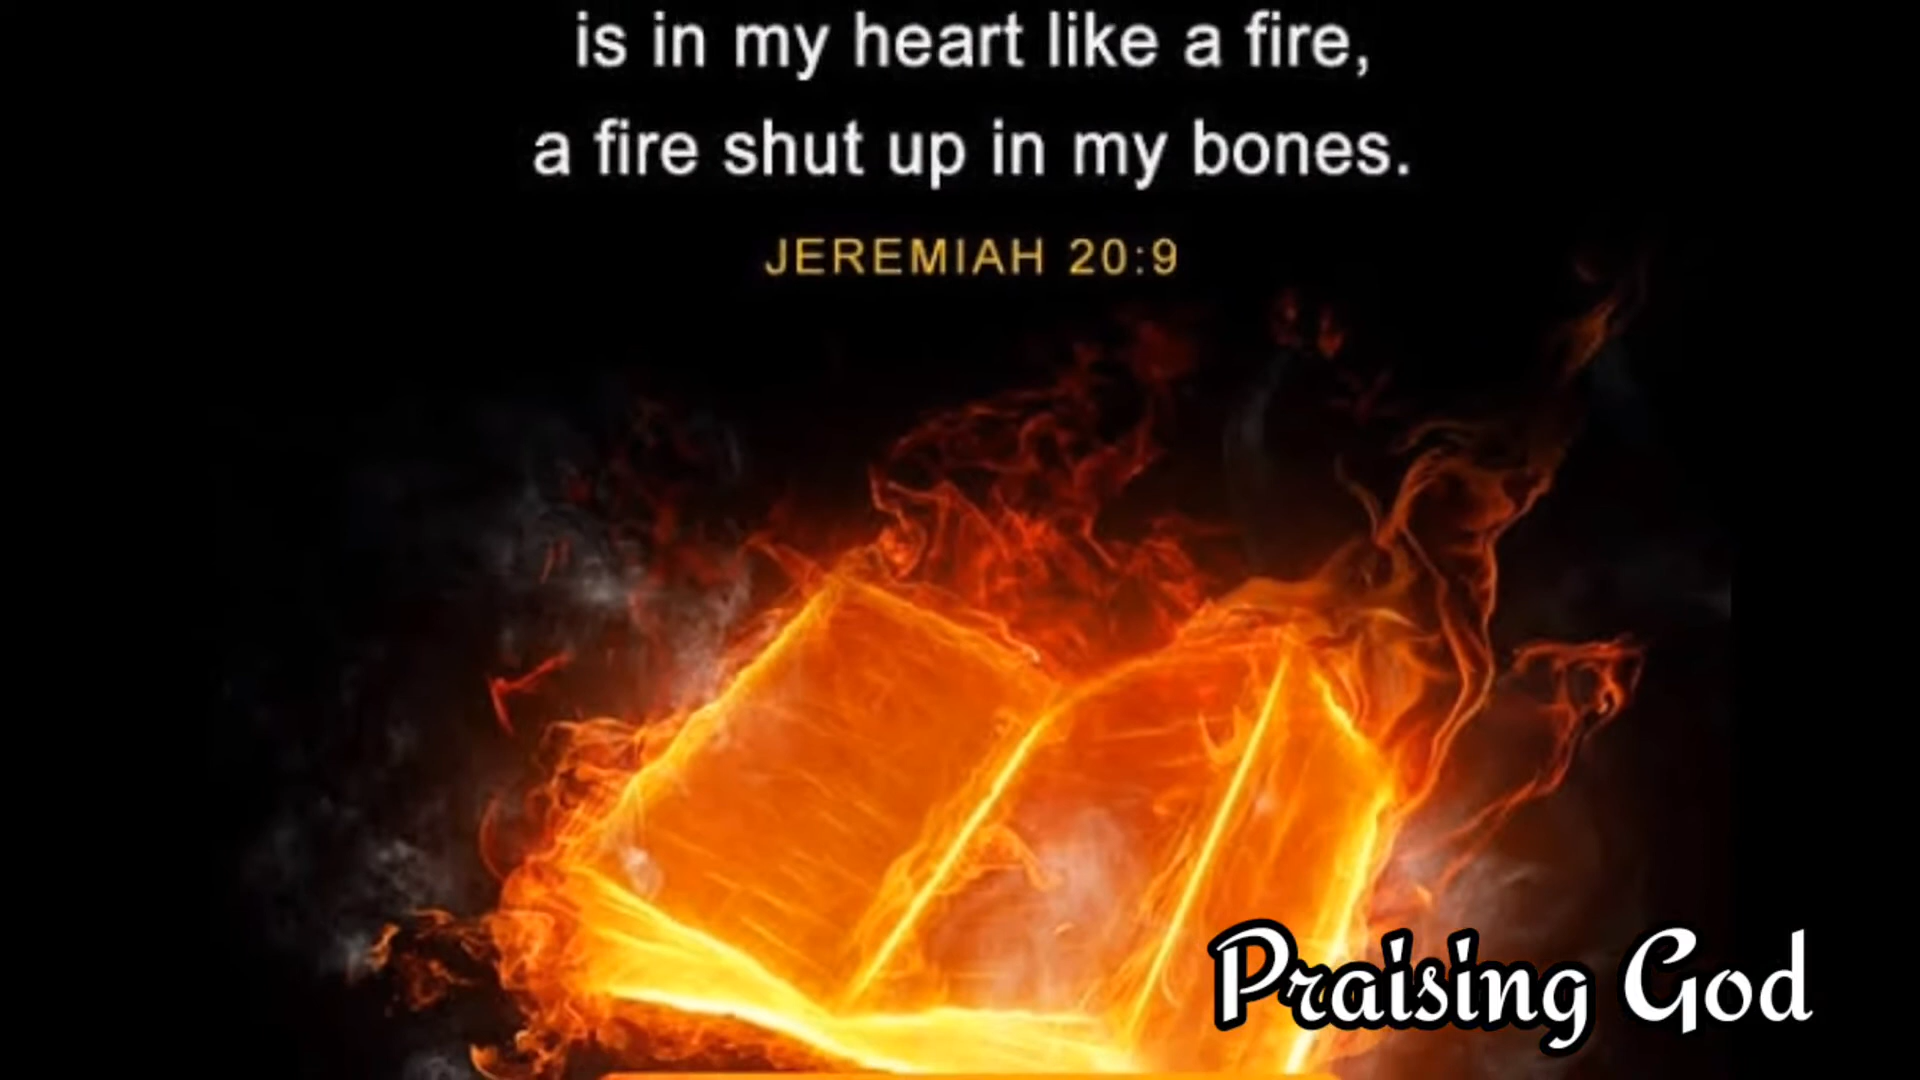 is in my heart like a fire,
a fire shut up in my bones.
JEREMIAH 20:9
Praising God